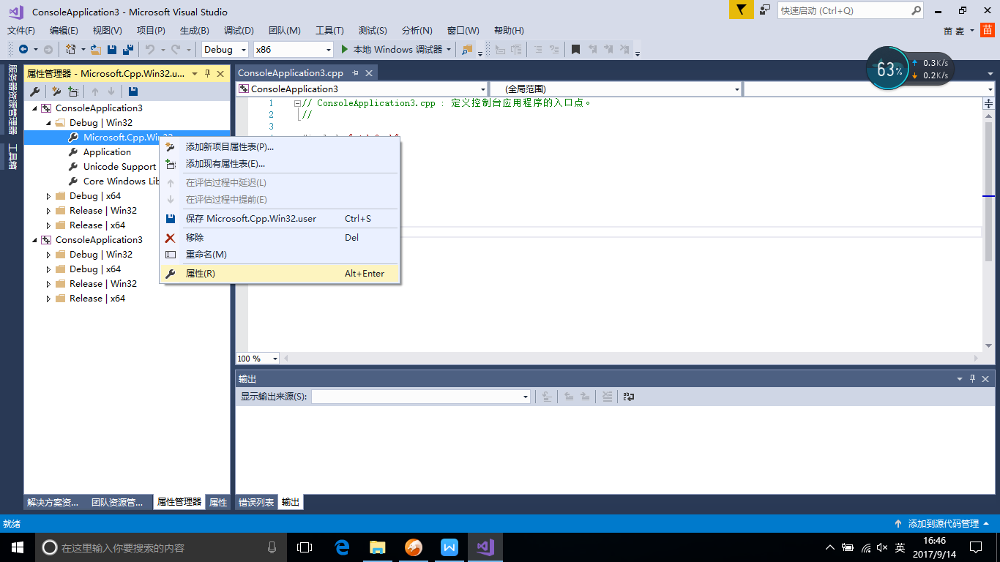 ConsoleApplication3 - Microsoft Visual Studio
快速启动 (Ctrl+Q)
文件(F) 编辑(E) 视图(V) 项目(P) 生成(B) 调试(D) 团队(M) 工具(T) 测试(S) 分析(N) 窗口(W) 帮助(H)
苗 麦 苗
Debug x86 本地 Windows 调试器
服务器资源管理器
工具箱
属性管理器 - Microsoft.Cpp.Win32.u...
ConsoleApplication3
Debug | Win32
Microsoft.Cpp.Win32
Application
Unicode Support
Core Windows Lib
Debug | x64
Release | Win32
Release | x64
ConsoleApplication3
Debug | Win32
Debug | x64
Release | Win32
Release | x64
添加新项目属性表(P)...
添加现有属性表(E)...
在评估过程中延迟(L)
在评估过程中提前(E)
保存 Microsoft.Cpp.Win32.user Ctrl+S
移除 Del
重命名(M)
属性(R) Alt+Enter
ConsoleApplication3.cpp
ConsoleApplication3 (全局范围)
63%
0.3K/s
0.2K/s
1 // ConsoleApplication3.cpp : 定义控制台应用程序的入口点。
2 //
3
100 %
输出
显示输出来源(S):
解决方案资... 团队资源管... 属性管理器 属性
错误列表 输出
就绪
添加到源代码管理
在这里输入你要搜索的内容
英
16:46
2017/9/14